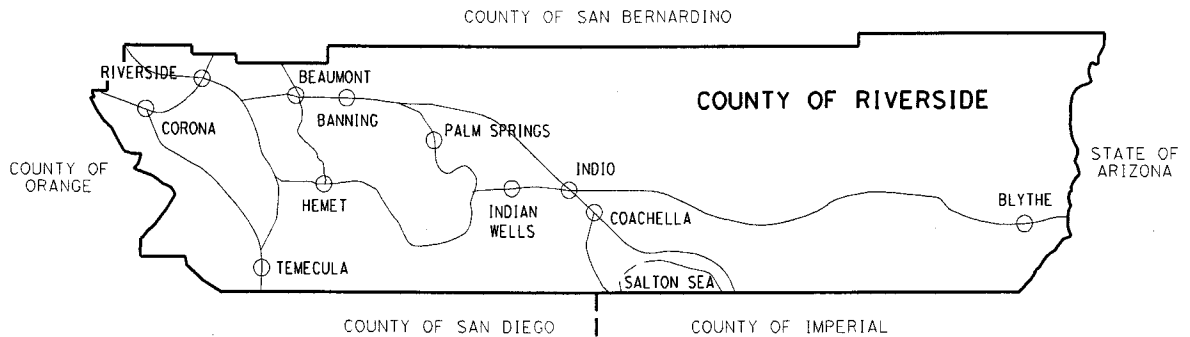 COUNTY OF SAN BERNARDINO
RIVERSIDE
BEAUMONT
COUNTY OF RIVERSIDE
CORONA
BANNING
PALM SPRINGS
COUNTY OF
ORANGE
STATE OF
ARIZONA
INDIO
HEMET
INDIAN
WELLS
COACHELLA
BLYTHE
TEMECULA
SALTON SEA
COUNTY OF SAN DIEGO
COUNTY OF IMPERIAL